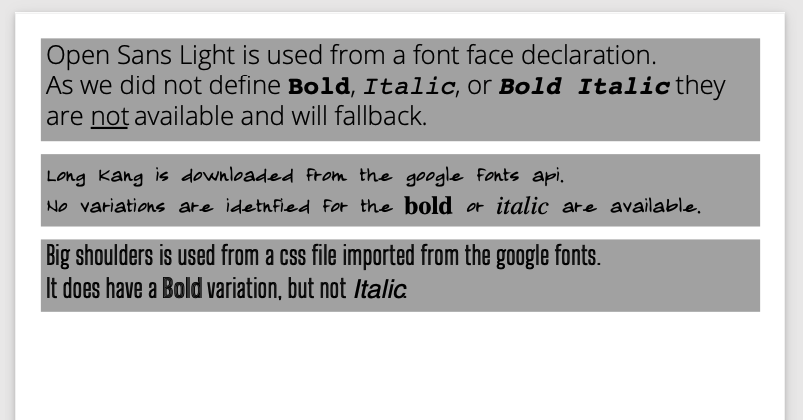 Open Sans Light is used from a font face declaration.
As we did not define Bold, Italic, or Bold Italic they
are not available and will fallback.
Long Kang is downloaded from the google fonts api.
No variations are idetnfied for the bold or italic are available.
Big shoulders is used from a css file imported from the google fonts.
It does have a Bold variation, but not Italic.